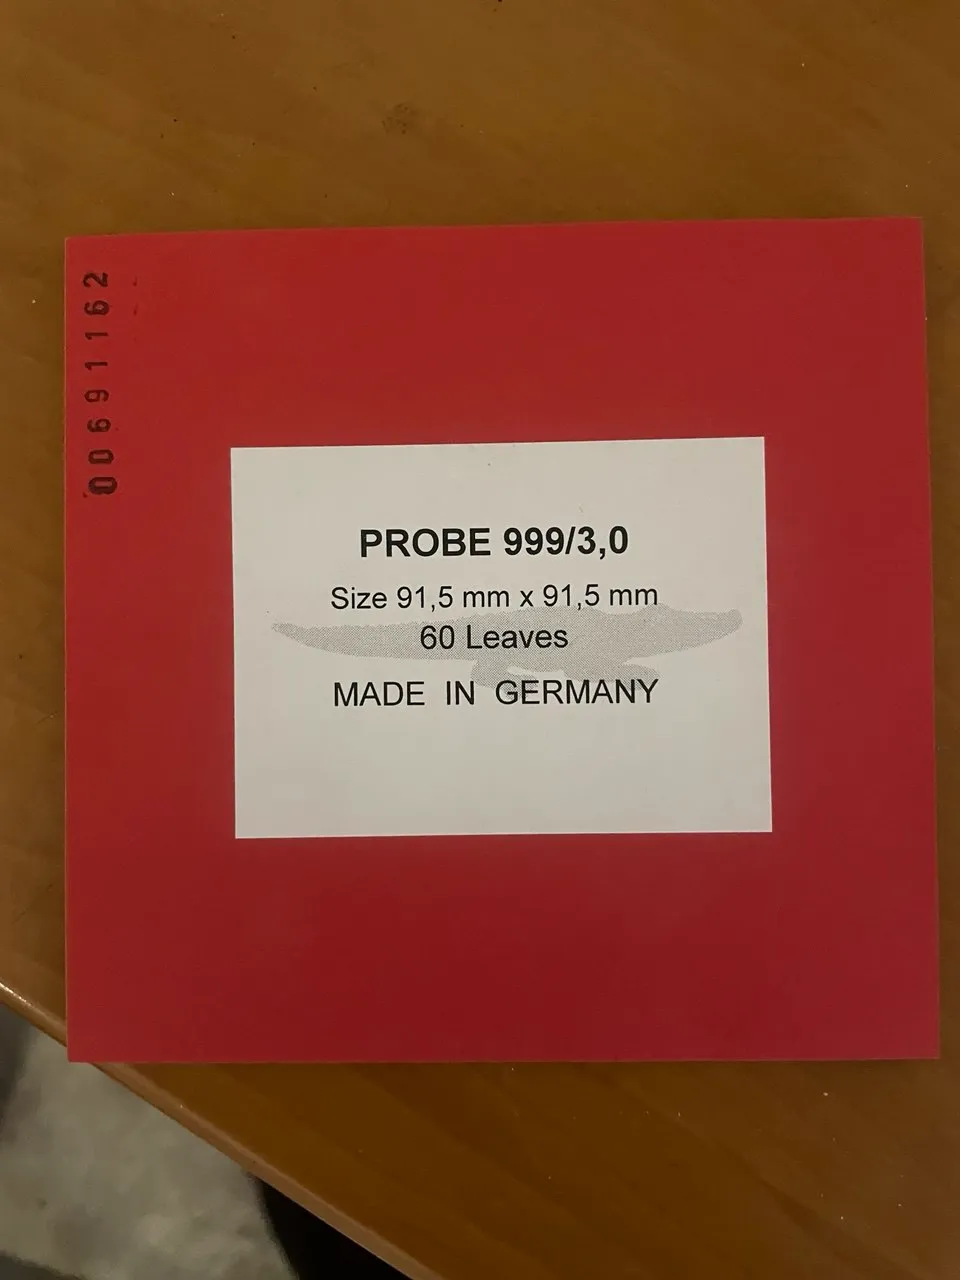 00691162
PROBE 999/3,0
Size 91,5 mm x 91,5 mm
60 Leaves
MADE IN GERMANY